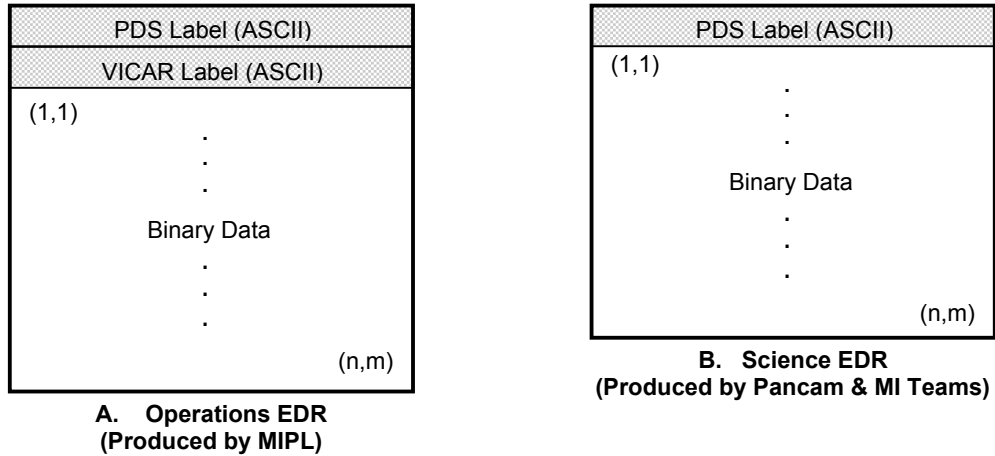 PDS Label (ASCII)
VICAR Label (ASCII)
(1,1)
.
.
.
Binary Data
.
.
.
(n,m)
A. Operations EDR
(Produced by MIPL)
PDS Label (ASCII)
(1,1)
.
.
.
Binary Data
.
.
.
(n,m)
B. Science EDR
(Produced by Pancam & MI Teams)